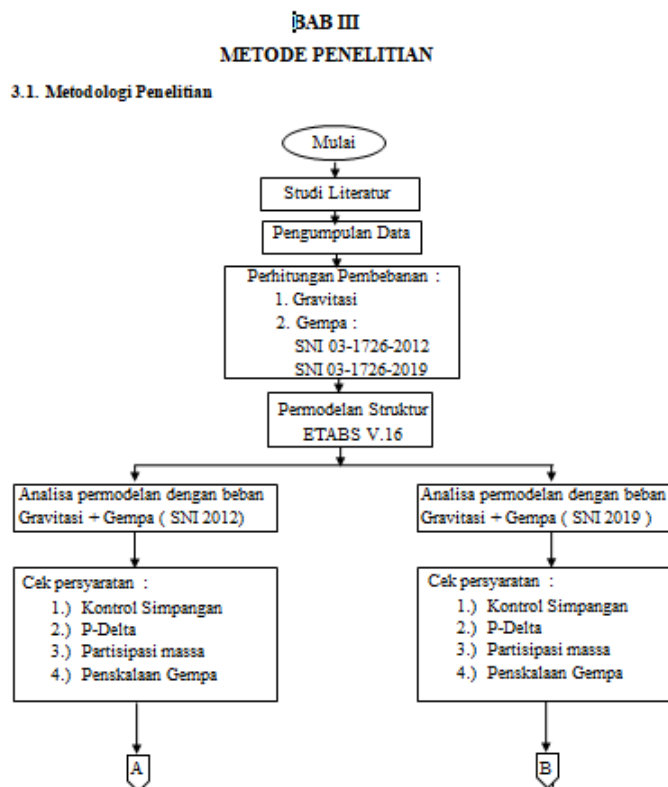 BAB III
METODE PENELITIAN
3.1. Metodologi Penelitian
Mulai
Studi Literatur
Pengumpulan Data
Perhitungan Pembebanan :
1. Gravitasi
2. Gempa :
SNI 03-1726-2012
SNI 03-1726-2019
Permodelan Struktur
ETABS V.16
Analisa permodelan dengan beban
Gravitasi + Gempa ( SNI 2012)
Cek persyaratan :
1.) Kontrol Simpangan
2.) P-Delta
3.) Partisipasi massa
4.) Penskalaan Gempa
A
Analisa permodelan dengan beban
Gravitasi + Gempa ( SNI 2019 )
Cek persyaratan :
1.) Kontrol Simpangan
2.) P-Delta
3.) Partisipasi massa
4.) Penskalaan Gempa
B